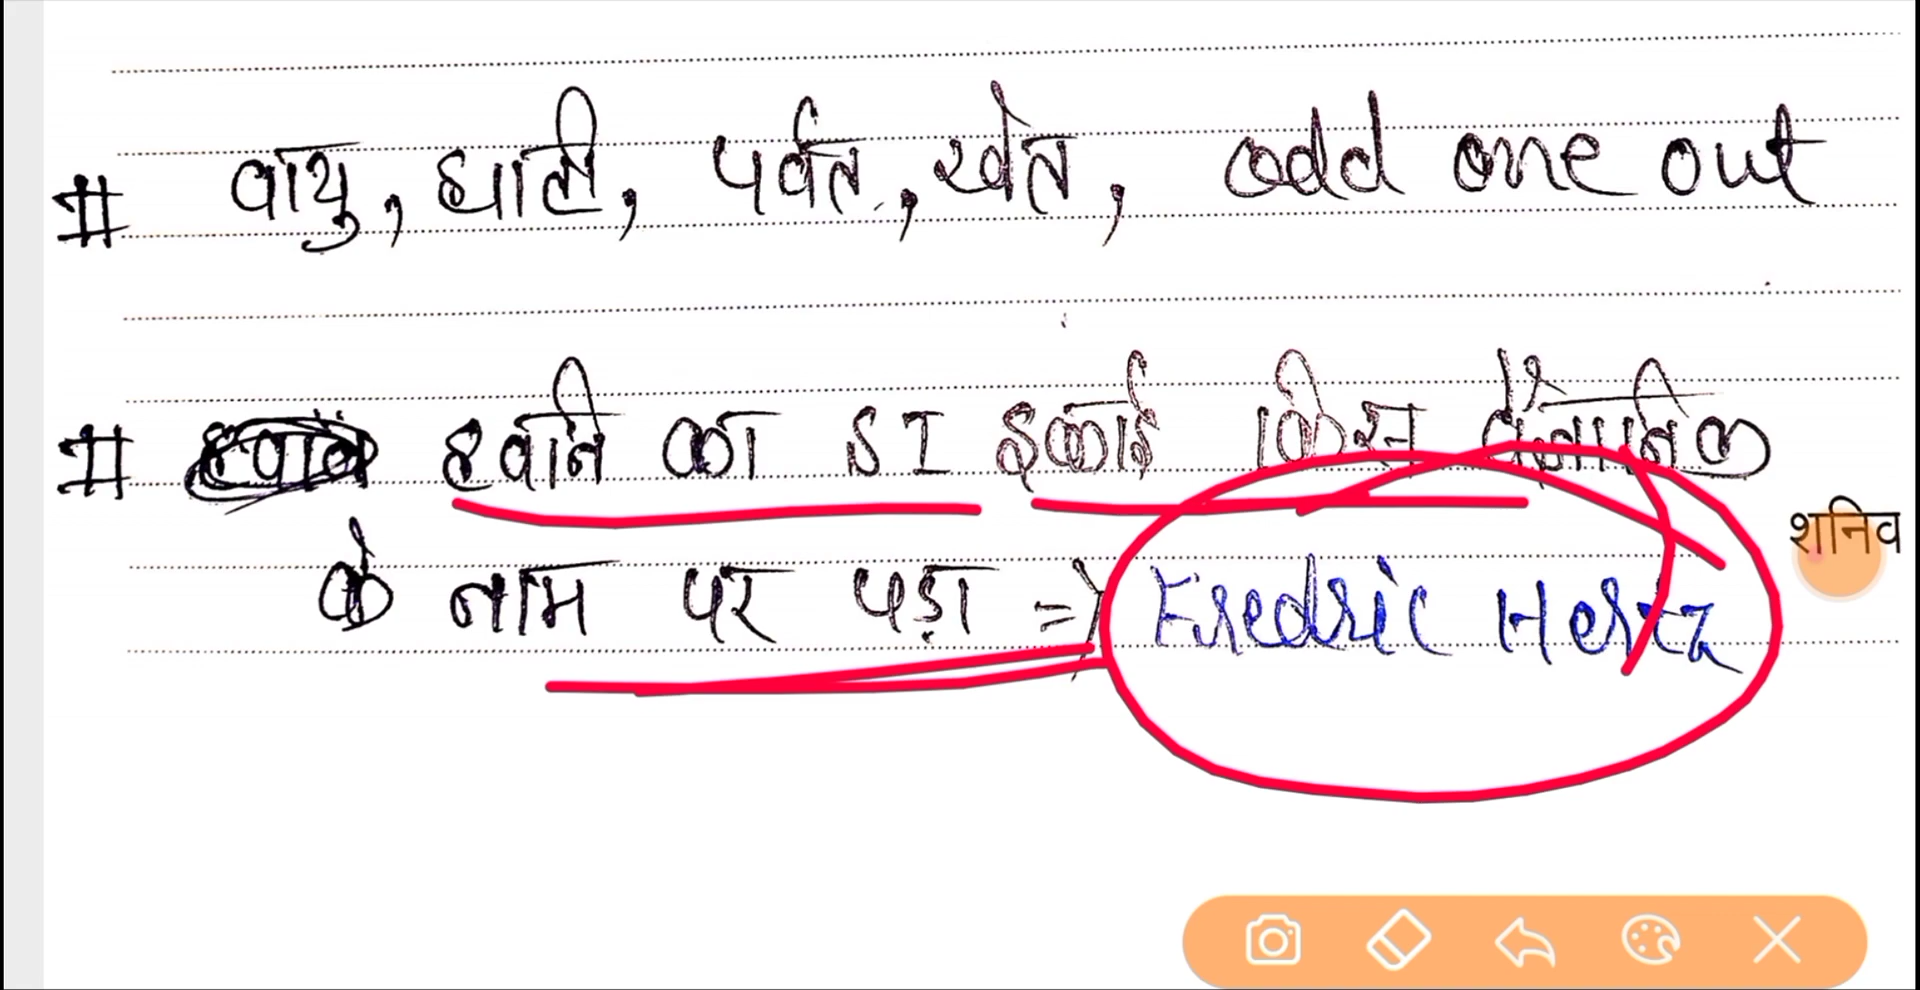 # वायु, घाटी, पर्वत, खेत, odd one out
# ध्वनि का SI इकाई किस वैज्ञानिक
शनिव
के नाम पर पड़ा => Fredric Hertz